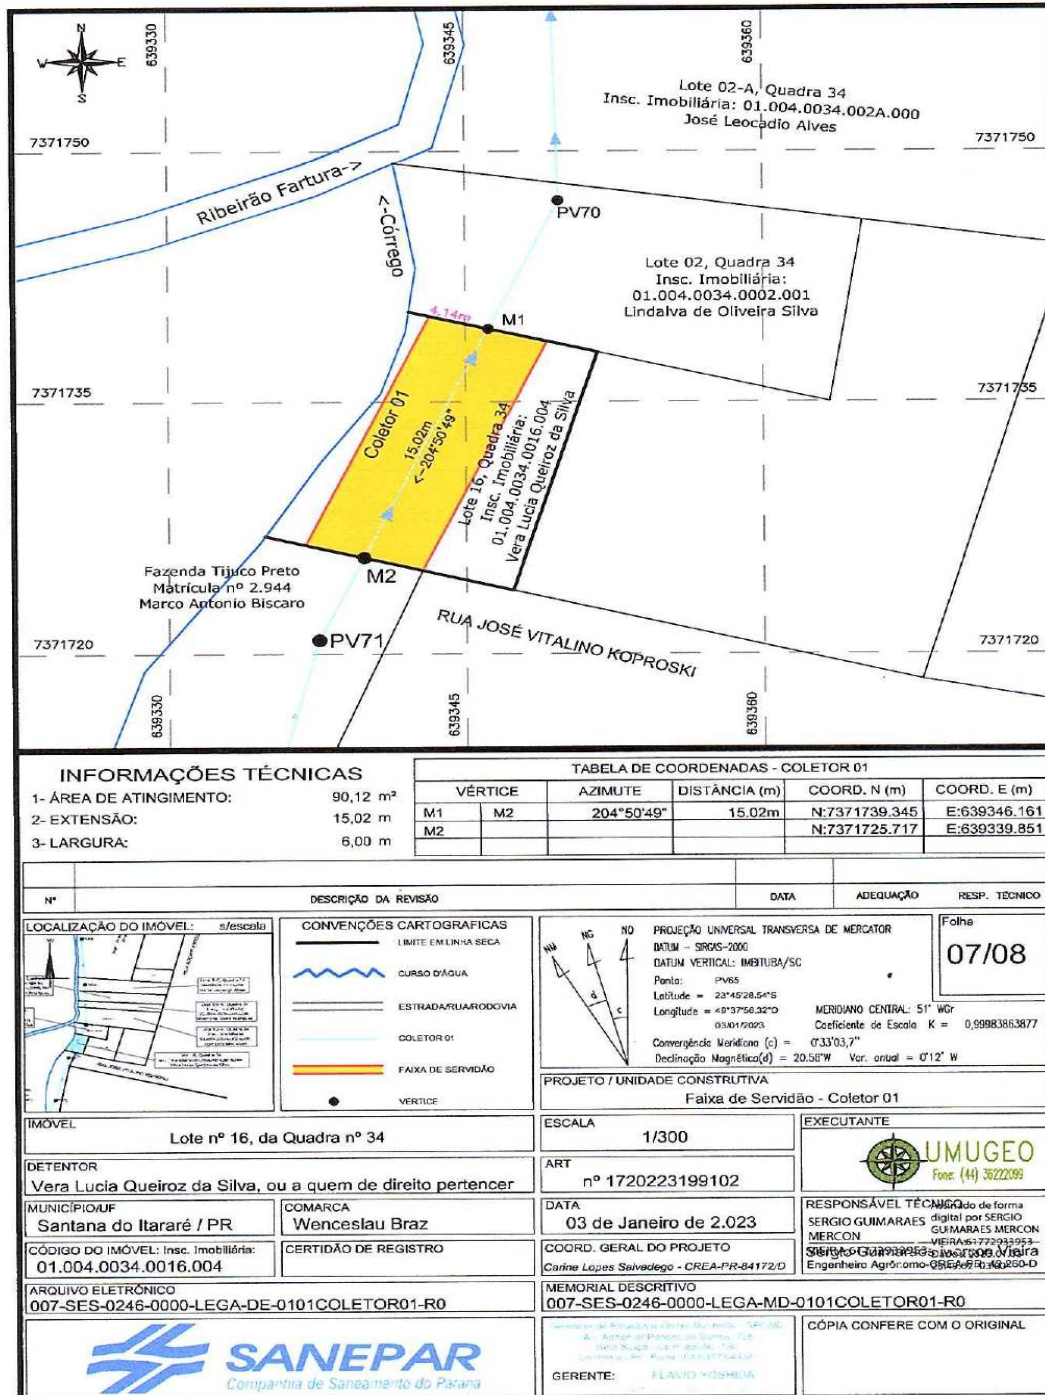 N
W E
S
639330
639345
639360
Lote 02-A, Quadra 34
Insc. Imobiliária: 01.004.0034.002A.000
José Leocadio Alves
7371750
7371750
Ribeirão Fartura->
<-Córrego
PV70
Lote 02, Quadra 34
Insc. Imobiliária:
01.004.0034.0002.001
Lindalva de Oliveira Silva
4,14m
M1
7371735
7371735
Coletor 01
15.02m
<-204°50'49"
Lote 16, Quadra 34
Insc. Imobiliária:
01.004.0034.0016.004
Vera Lucia Queiroz da Silva
Fazenda Tijuco Preto
Matrícula nº 2.944
Marco Antonio Biscaro
M2
PV71
RUA JOSÉ VITALINO KOPROSKI
7371720
7371720
639330
639345
639360
INFORMAÇÕES TÉCNICAS
1- ÁREA DE ATINGIMENTO: 90,12 m²
2- EXTENSÃO: 15,02 m
3- LARGURA: 6,00 m
TABELA DE COORDENADAS - COLETOR 01
VÉRTICE AZIMUTE DISTÂNCIA (m) COORD. N (m) COORD. E (m)
M1 M2 204°50'49" 15.02m N:7371739.345 E:639346.161
M2 N:7371725.717 E:639339.851
Nº DESCRIÇÃO DA REVISÃO DATA ADEQUAÇÃO RESP. TÉCNICO
LOCALIZAÇÃO DO IMÓVEL: s/escala
CONVENÇÕES CARTOGRAFICAS
LIMITE EM LINHA SECA
CURSO D'ÁGUA
ESTRADA/RUA/RODOVIA
COLETOR 01
FAIXA DE SERVIDÃO
VÉRTICE
NM NG NO
d c
PROJEÇÃO UNIVERSAL TRANSVERSA DE MERCATOR
DATUM - SIRGAS-2000
DATUM VERTICAL: IMBITUBA/SC
Ponto: PV65
Latitude = 23°45'28.54"S
Longitude = 49°37'56.32"O MERIDIANO CENTRAL: 51° WGr
03/01/2023 Coeficiente de Escala K = 0,99983863877
Convergência Meridiana (c) = 0°33'03,7"
Declinação Magnética(d) = 20.58°W Var. anual = 0°12' W
Folha
07/08
PROJETO / UNIDADE CONSTRUTIVA
Faixa de Servidão - Coletor 01
IMÓVEL
Lote nº 16, da Quadra nº 34
ESCALA
1/300
EXECUTANTE
UMUGEO
Fone: (44) 36222099
DETENTOR
Vera Lucia Queiroz da Silva, ou a quem de direito pertencer
ART
nº 1720223199102
MUNICÍPIO/UF
Santana do Itararé / PR
COMARCA
Wenceslau Braz
DATA
03 de Janeiro de 2.023
RESPONSÁVEL TÉCNICO
SERGIO GUIMARAES
MERCON
Assinado de forma
digital por SERGIO
GUIMARAES MERCON
VIEIRA:61772933953
Engenheiro Agrônomo
CÓDIGO DO IMÓVEL: Insc. Imobiliária:
01.004.0034.0016.004
CERTIDÃO DE REGISTRO
COORD. GERAL DO PROJETO
Carine Lopes Salvadego - CREA-PR-84172/D
ARQUIVO ELETRÔNICO
007-SES-0246-0000-LEGA-DE-0101COLETOR01-R0
MEMORIAL DESCRITIVO
007-SES-0246-0000-LEGA-MD-0101COLETOR01-R0
SANEPAR
Companhia de Saneamento do Paraná
GERENTE: FLAVIO YOSHIDA
CÓPIA CONFERE COM O ORIGINAL